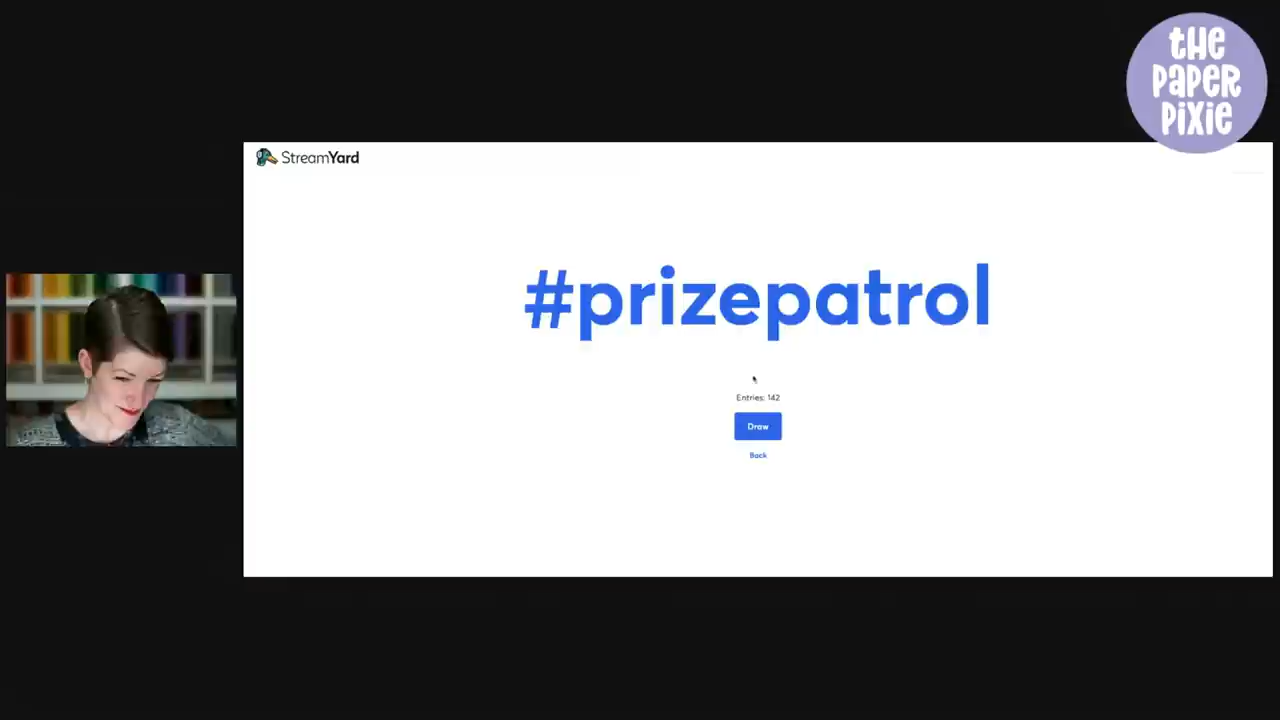 the
paper
pixie
StreamYard
#prizepatrol
Entries: 142
Draw
Back